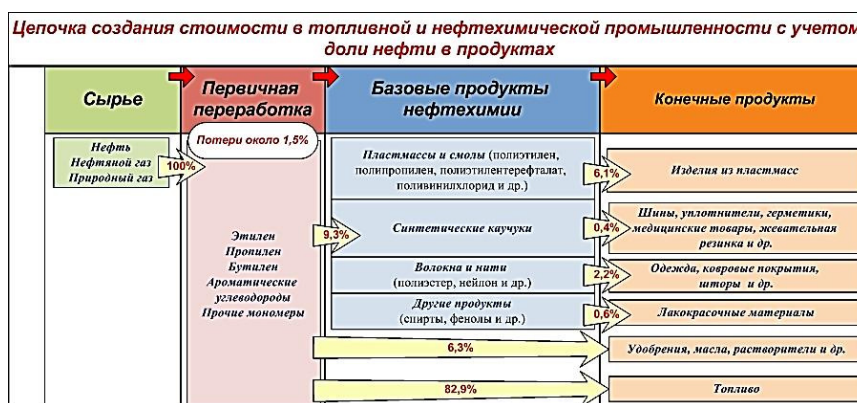 Цепочка создания стоимости в топливной и нефтехимической промышленности с учетом
доли нефти в продуктах
Сырье
Первичная
переработка
Базовые продукты
нефтехимии
Конечные продукты
Потери около 1,5%
Нефть
Нефтяной газ
Природный газ
100%
Этилен
Пропилен
Бутилен
Ароматические
углеводороды
Прочие мономеры
9,3%
Пластмассы и смолы (полиэтилен,
полипропилен, полиэтилентерефталат,
поливинилхлорид и др.)
6,1%
Изделия из пластмасс
Синтетические каучуки
0,4%
Шины, уплотнители, герметики,
медицинские товары, жевательная
резинка и др.
Волокна и нити
(полиэстер, нейлон и др.)
2,2%
Одежда, ковровые покрытия,
шторы и др.
Другие продукты
(спирты, фенолы и др.)
0,6%
Лакокрасочные материалы
6,3%
Удобрения, масла, растворители и др.
82,9%
Топливо